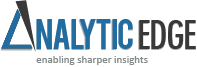 ANALYTIC EDGE
enabling sharper insights